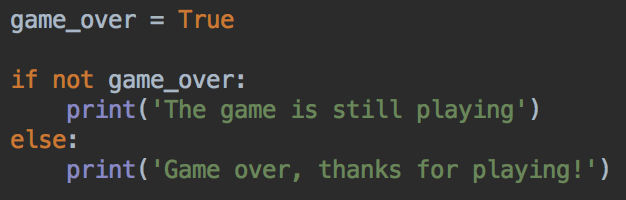 game_over = True
if not game_over:
    print('The game is still playing')
else:
    print('Game over, thanks for playing!')